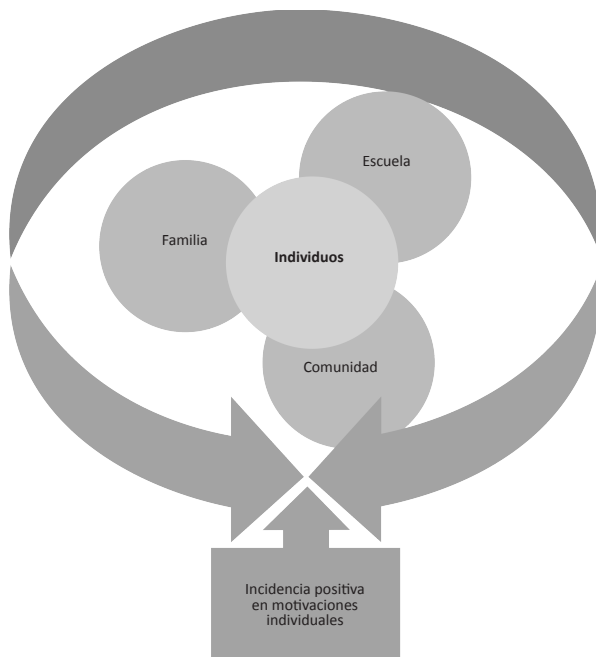 Escuela
Familia
Individuos
Comunidad
Incidencia positiva
en motivaciones
individuales